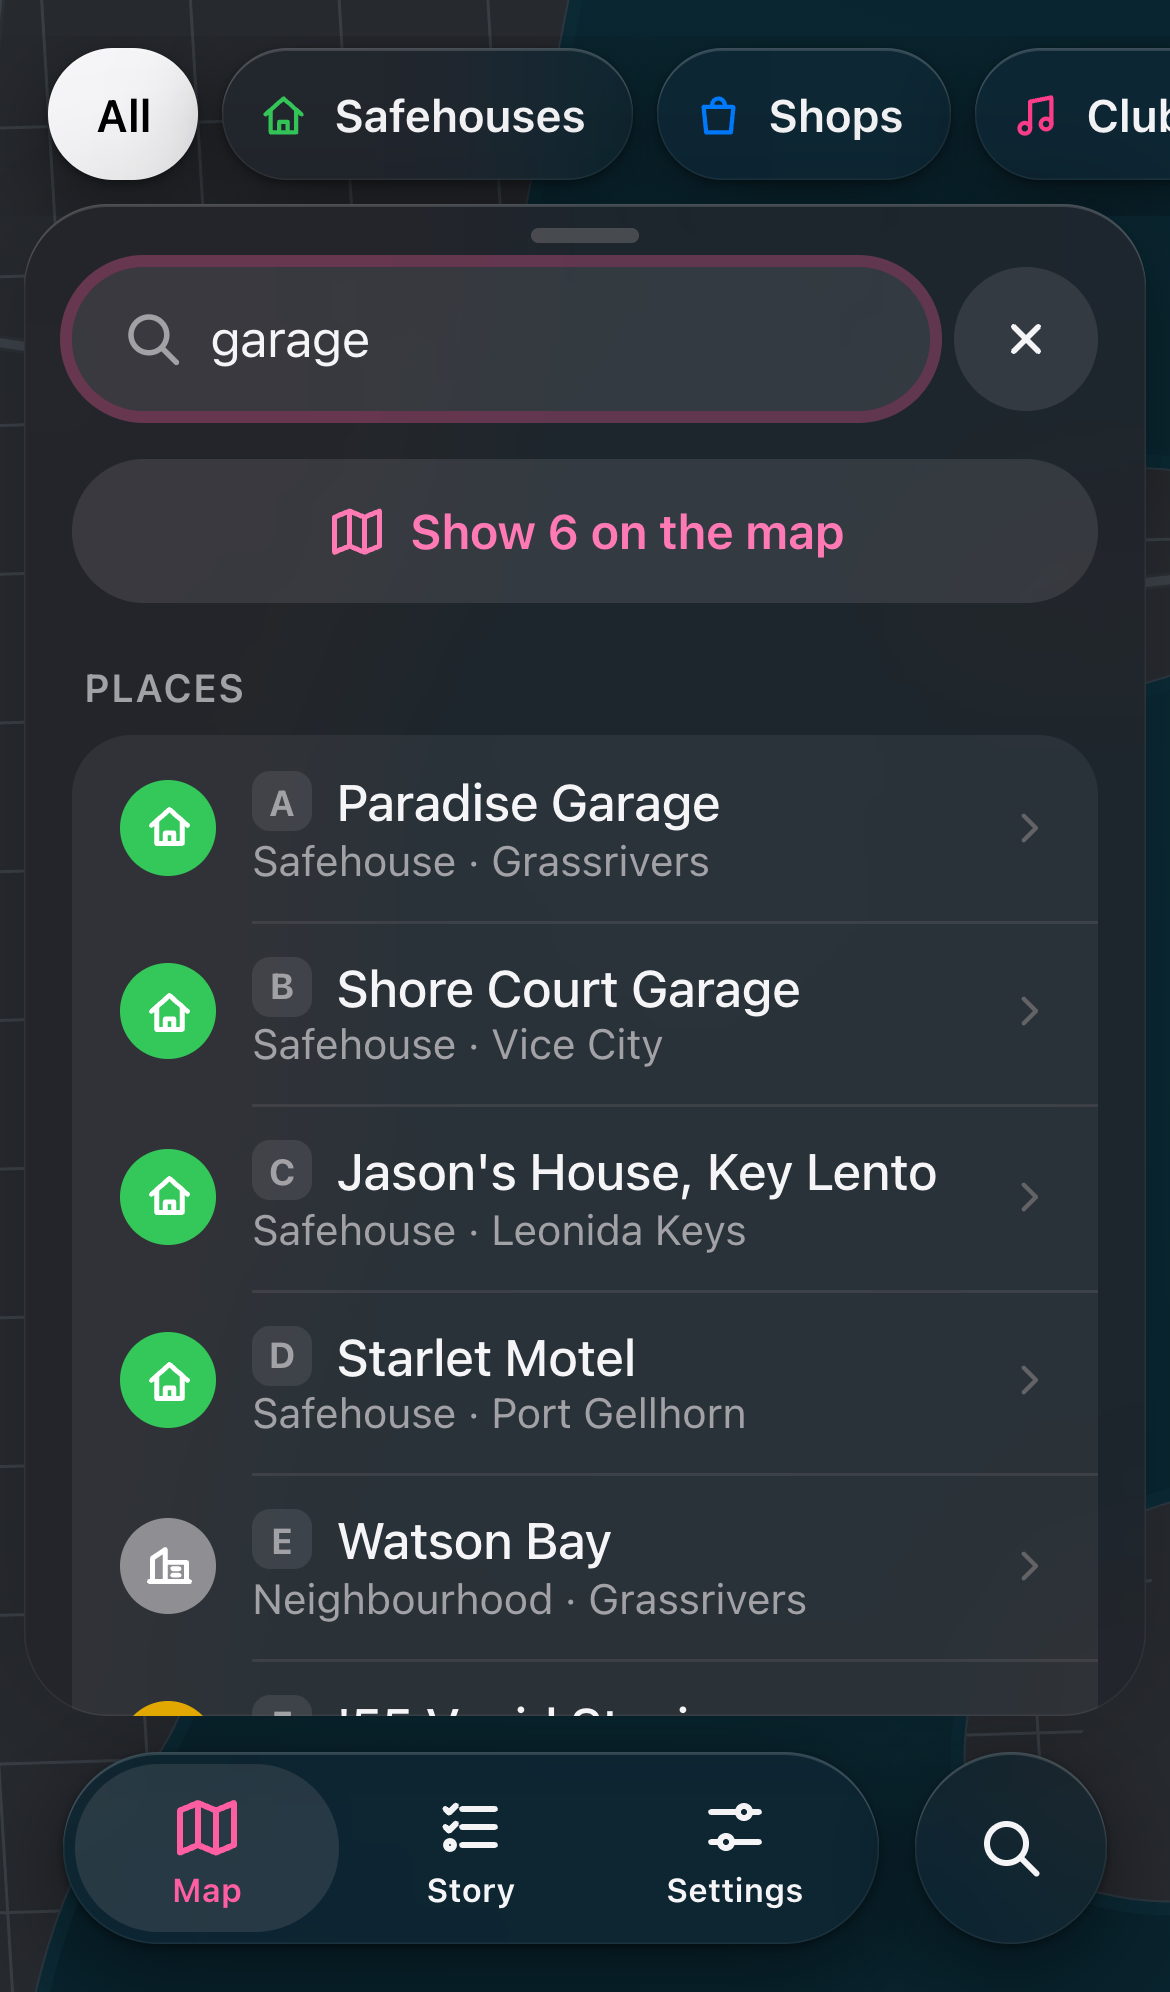 All
Safehouses
Shops
Club
garage
Show 6 on the map
PLACES
A Paradise Garage
Safehouse · Grassrivers
B Shore Court Garage
Safehouse · Vice City
C Jason's House, Key Lento
Safehouse · Leonida Keys
D Starlet Motel
Safehouse · Port Gellhorn
E Watson Bay
Neighbourhood · Grassrivers
Map
Story
Settings